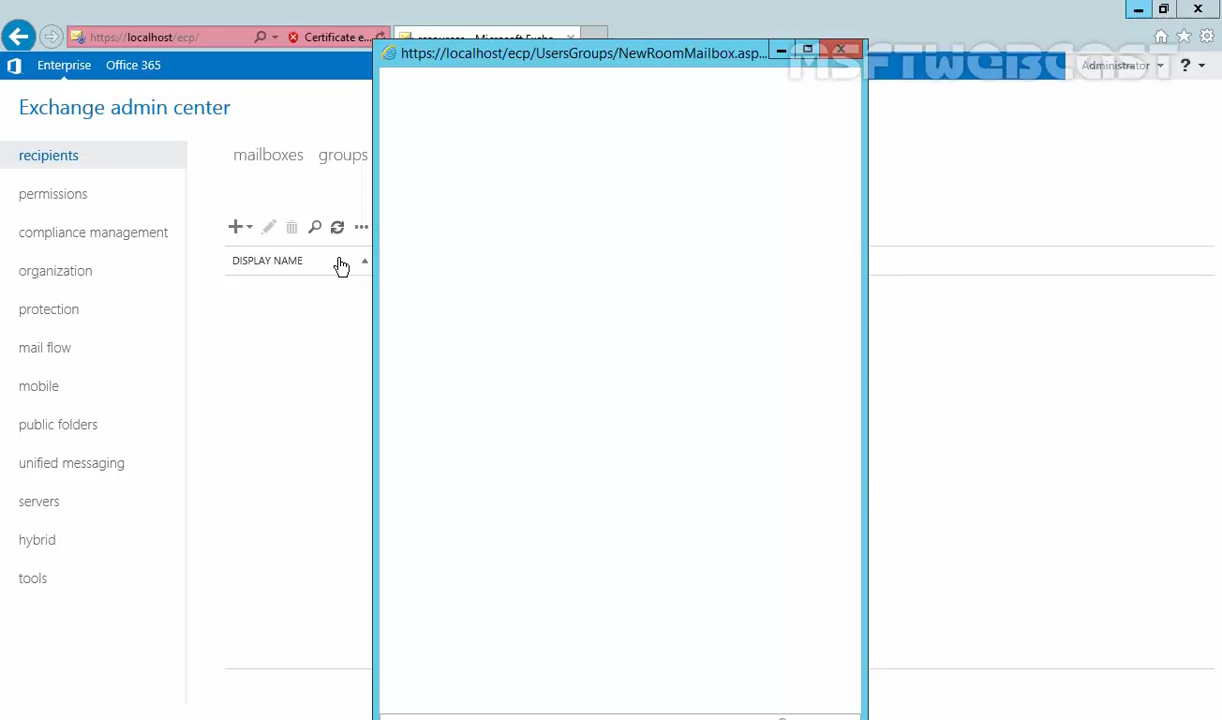 https://localhost/ecp/
Certificate e...
Enterprise
Office 365
https://localhost/ecp/UsersGroups/NewRoomMailbox.asp...
MSFTWEBCAST
Administrator
?
Exchange admin center
recipients
permissions
compliance management
organization
protection
mail flow
mobile
public folders
unified messaging
servers
hybrid
tools
mailboxes groups
DISPLAY NAME